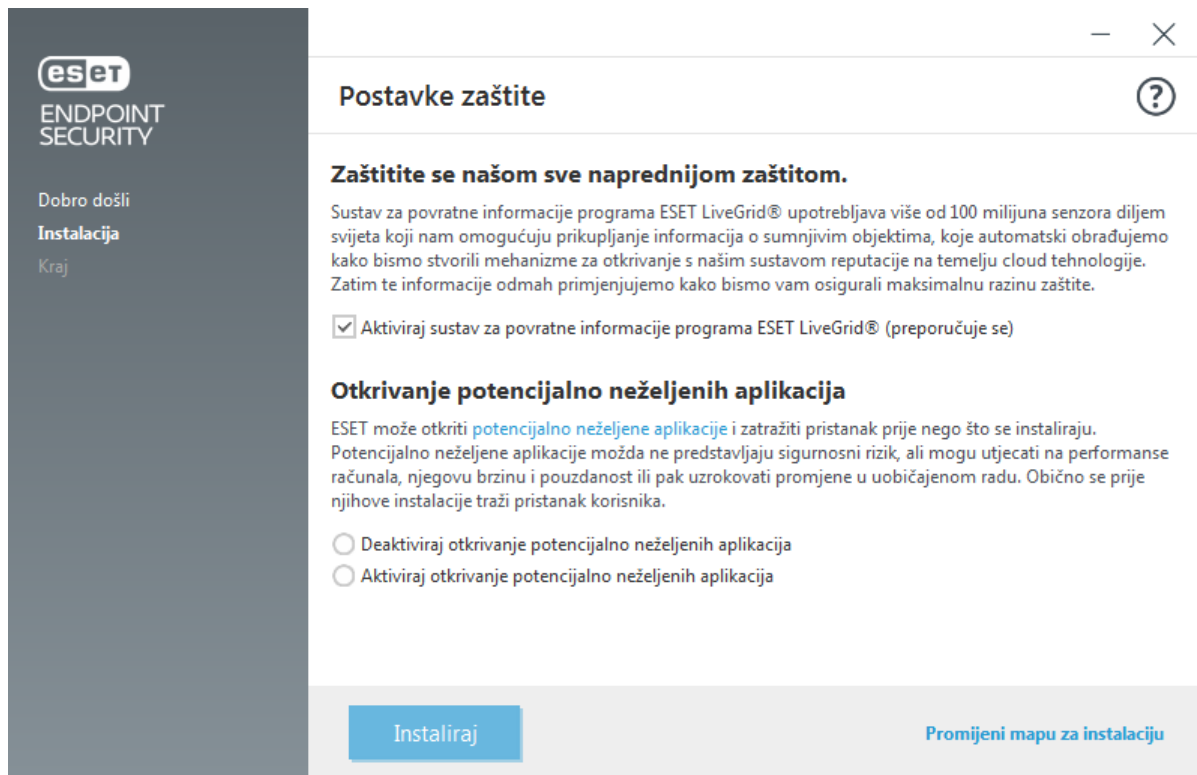 eset
ENDPOINT
SECURITY
Dobro došli
Instalacija
Kraj
Postavke zaštite
?
Zaštitite se našom sve naprednijom zaštitom.
Sustav za povratne informacije programa ESET LiveGrid® upotrebljava više od 100 milijuna senzora diljem
svijeta koji nam omogućuju prikupljanje informacija o sumnjivim objektima, koje automatski obrađujemo
kako bismo stvorili mehanizme za otkrivanje s našim sustavom reputacije na temelju cloud tehnologije.
Zatim te informacije odmah primjenjujemo kako bismo vam osigurali maksimalnu razinu zaštite.
Aktiviraj sustav za povratne informacije programa ESET LiveGrid® (preporučuje se)
Otkrivanje potencijalno neželjenih aplikacija
ESET može otkriti potencijalno neželjene aplikacije i zatražiti pristanak prije nego što se instaliraju.
Potencijalno neželjene aplikacije možda ne predstavljaju sigurnosni rizik, ali mogu utjecati na performanse
računala, njegovu brzinu i pouzdanost ili pak uzrokovati promjene u uobičajenom radu. Obično se prije
njihove instalacije traži pristanak korisnika.
Deaktiviraj otkrivanje potencijalno neželjenih aplikacija
Aktiviraj otkrivanje potencijalno neželjenih aplikacija
Instaliraj
Promijeni mapu za instalaciju